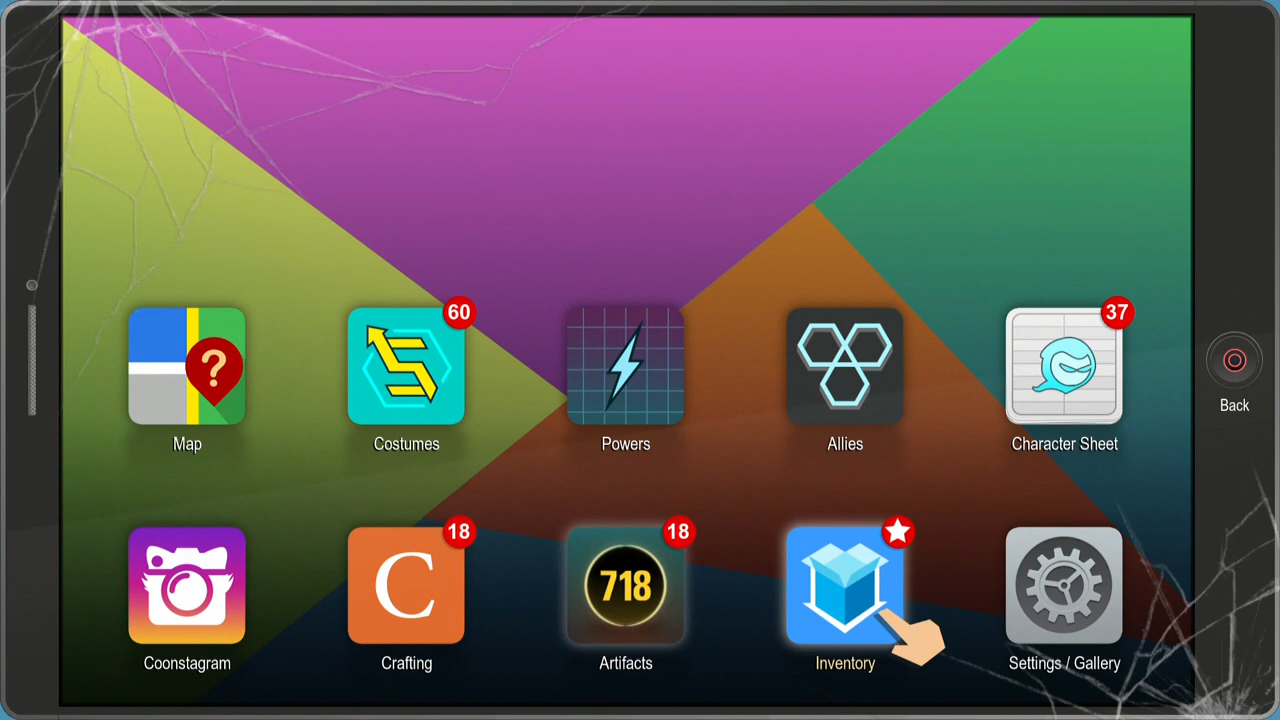 60
37
?
Map
Costumes
Powers
Allies
Character Sheet
Back
18
18
C
718
Coonstagram
Crafting
Artifacts
Inventory
Settings / Gallery